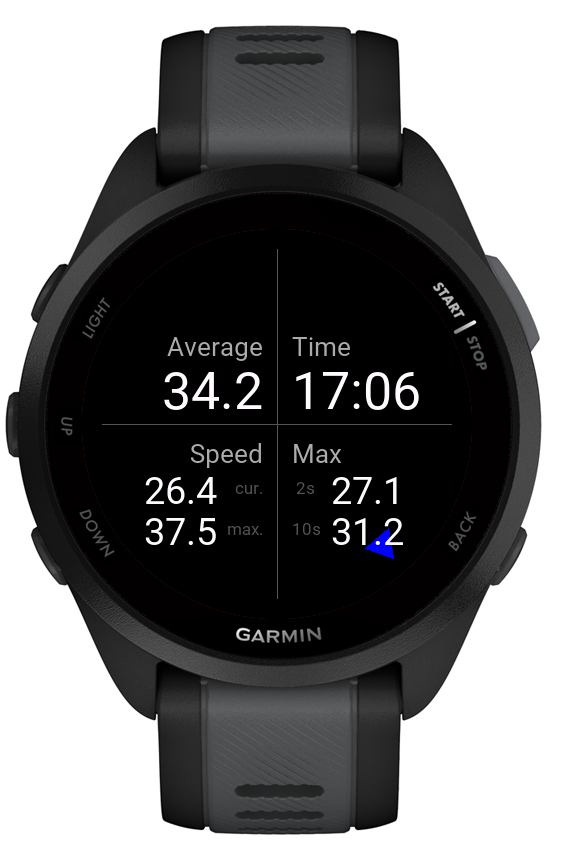 START
STOP
LIGHT
Average
34.2
Time
17:06
UP
Speed
26.4 cur.
37.5 max.
Max
2s 27.1
10s 31.2
DOWN
BACK
GARMIN